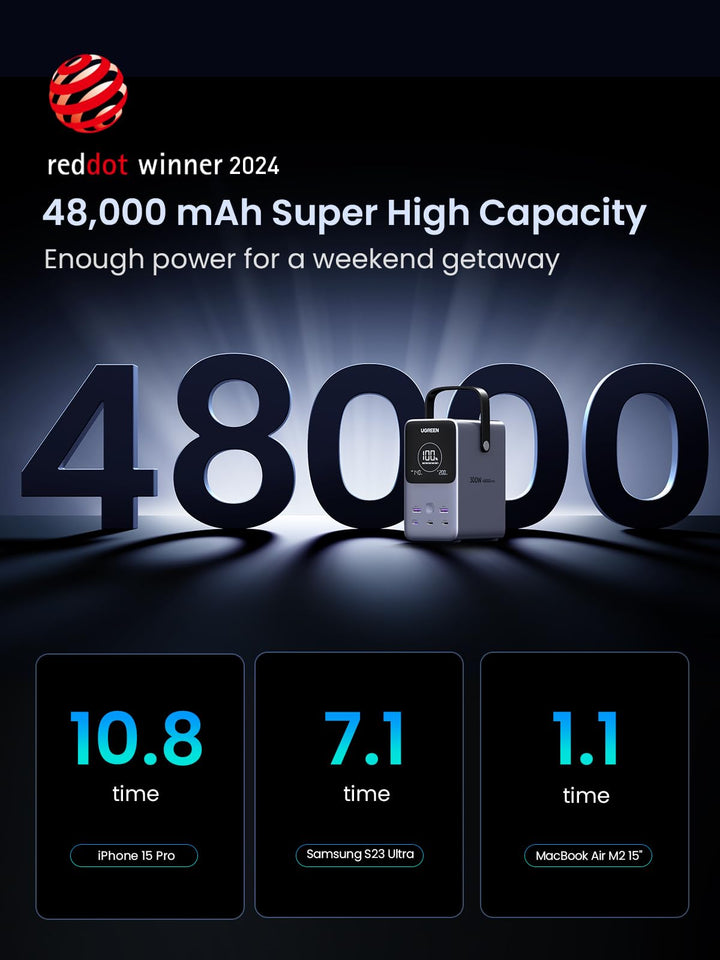 reddot winner 2024
48,000 mAh Super High Capacity
Enough power for a weekend getaway
48000
UGREEN
100%
300W 48000mAh
10.8
time
iPhone 15 Pro
7.1
time
Samsung S23 Ultra
1.1
time
MacBook Air M2 15"